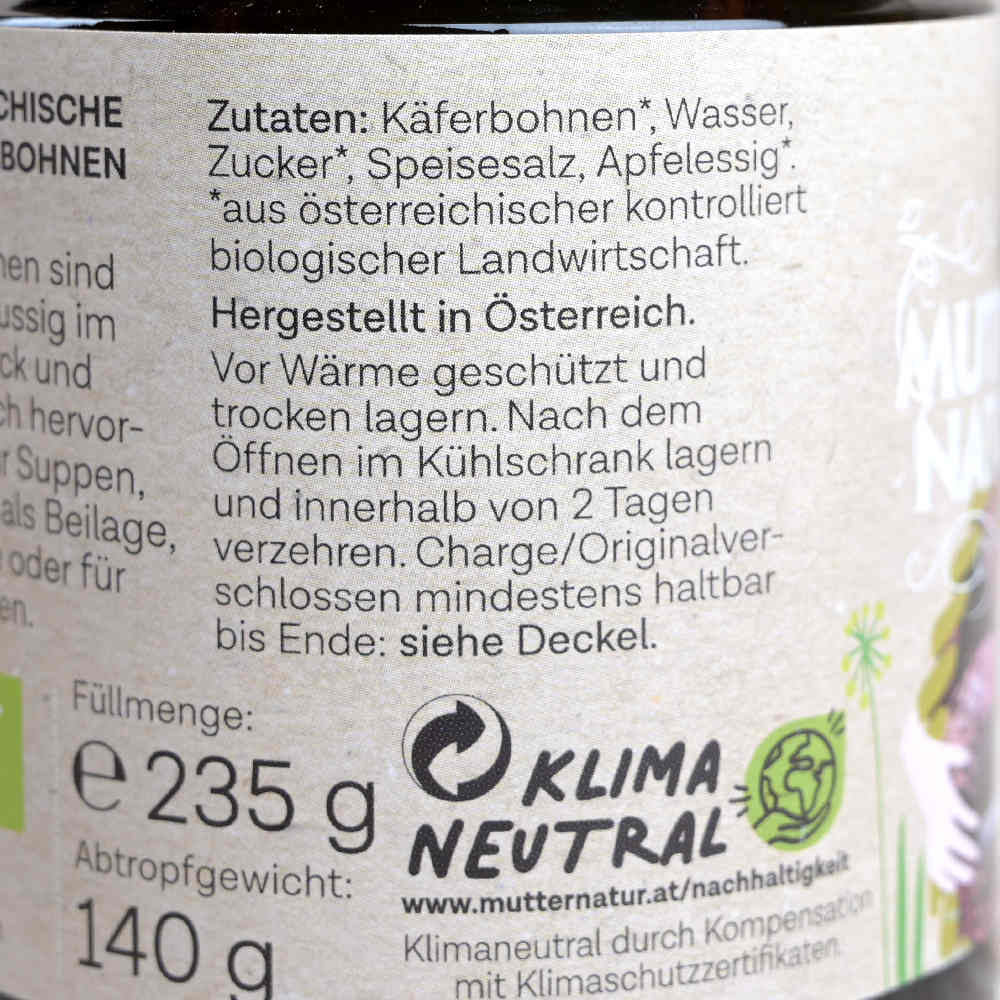 CHISCHE
BOHNEN
en sind
ussig im
ck und
ch hervor-
r Suppen,
als Beilage,
oder für
en.
Zutaten: Käferbohnen*, Wasser,
Zucker*, Speisesalz, Apfelessig*.
*aus österreichischer kontrolliert
biologischer Landwirtschaft.
Hergestellt in Österreich.
Vor Wärme geschützt und
trocken lagern. Nach dem
Öffnen im Kühlschrank lagern
und innerhalb von 2 Tagen
verzehren. Charge/Originalver-
schlossen mindestens haltbar
bis Ende: siehe Deckel.
Füllmenge:
℮ 235 g
Abtropfgewicht:
140 g
KLIMA
NEUTRAL
www.mutternatur.at/nachhaltigkeit
Klimaneutral durch Kompensation
mit Klimaschutzzertifikaten.
MUT
NA